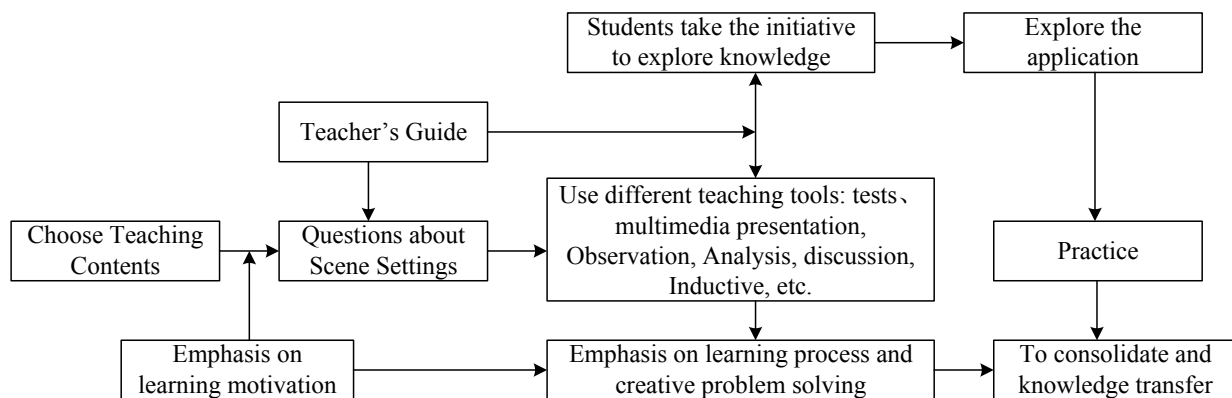 Students take the initiative
to explore knowledge
Explore the
application
Teacher’s Guide
Choose Teaching
Contents
Questions about
Scene Settings
Use different teaching tools: tests、
multimedia presentation,
Observation, Analysis, discussion,
Inductive, etc.
Practice
Emphasis on
learning motivation
Emphasis on learning process and
creative problem solving
To consolidate and
knowledge transfer